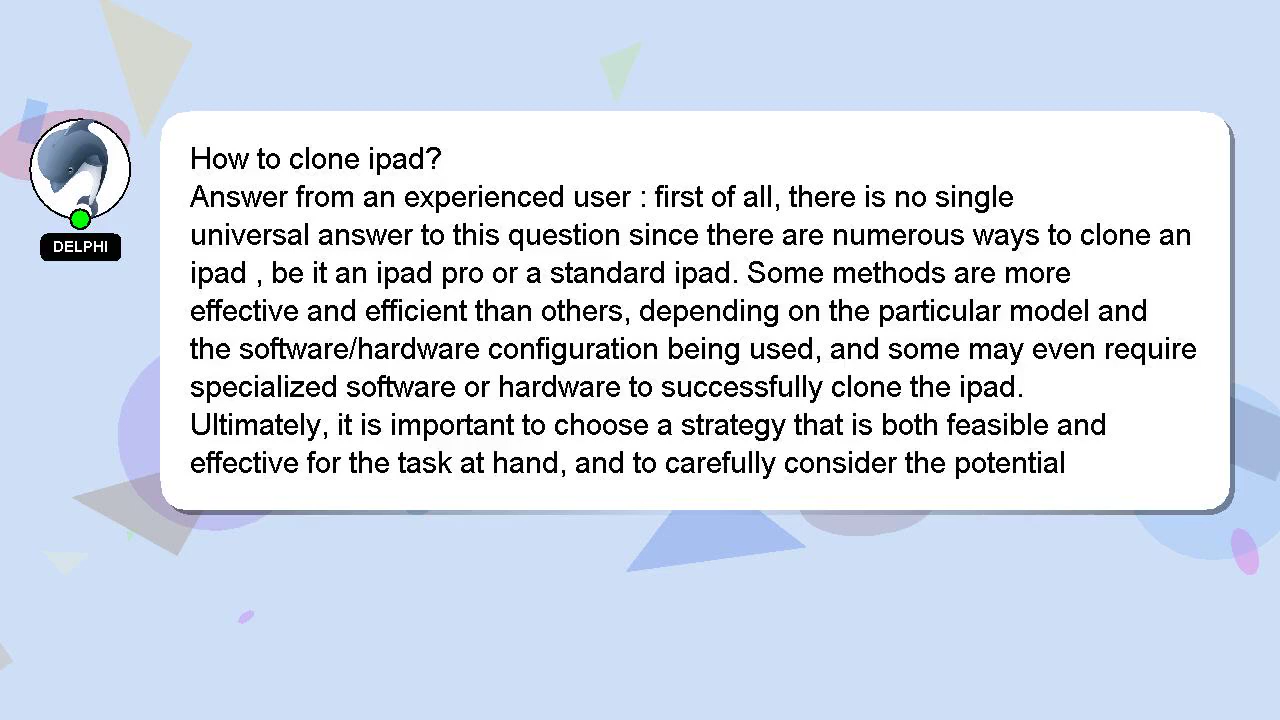 How to clone ipad?
Answer from an experienced user : first of all, there is no single
universal answer to this question since there are numerous ways to clone an
ipad , be it an ipad pro or a standard ipad. Some methods are more
effective and efficient than others, depending on the particular model and
the software/hardware configuration being used, and some may even require
specialized software or hardware to successfully clone the ipad.
Ultimately, it is important to choose a strategy that is both feasible and
effective for the task at hand, and to carefully consider the potential
DELPHI